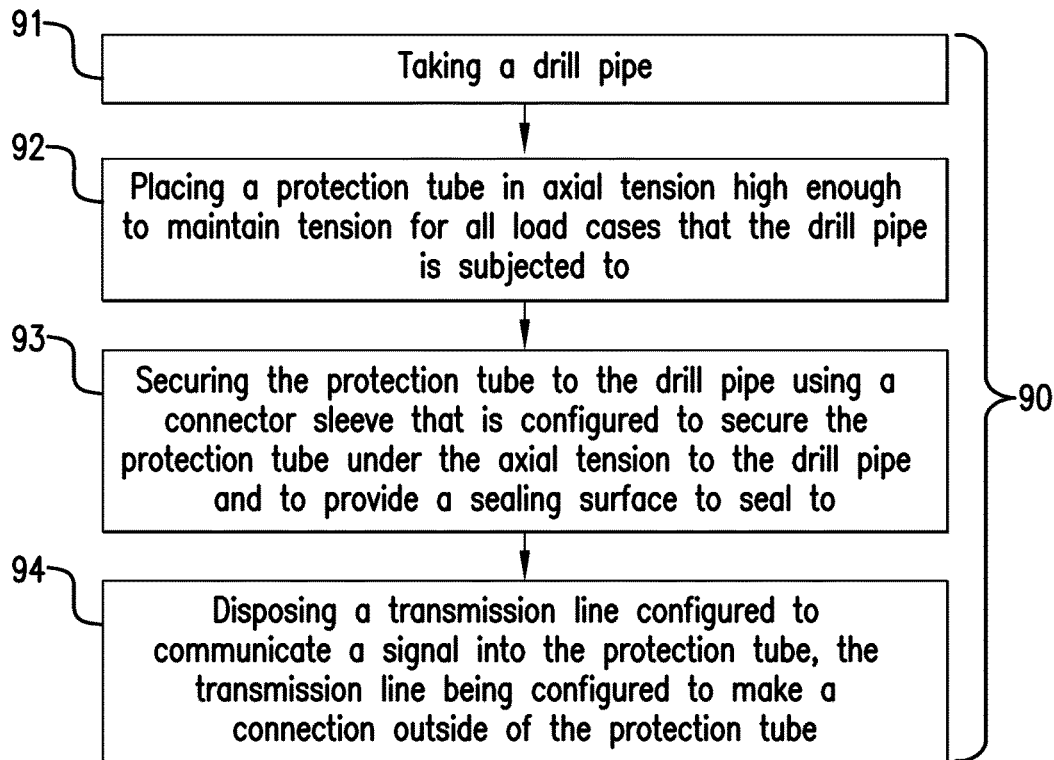 91
Taking a drill pipe
92
Placing a protection tube in axial tension high enough
to maintain tension for all load cases that the drill pipe
is subjected to
93
Securing the protection tube to the drill pipe using a
connector sleeve that is configured to secure the
protection tube under the axial tension to the drill pipe
and to provide a sealing surface to seal to
90
94
Disposing a transmission line configured to
communicate a signal into the protection tube, the
transmission line being configured to make a
connection outside of the protection tube